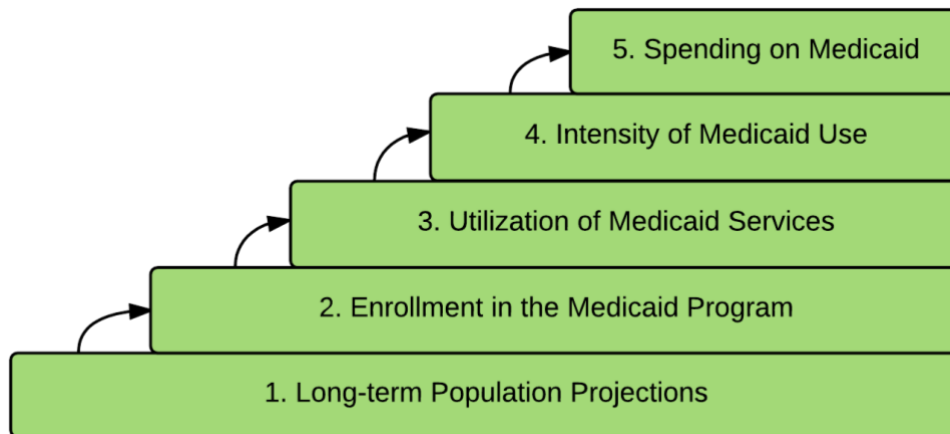 5. Spending on Medicaid
4. Intensity of Medicaid Use
3. Utilization of Medicaid Services
2. Enrollment in the Medicaid Program
1. Long-term Population Projections